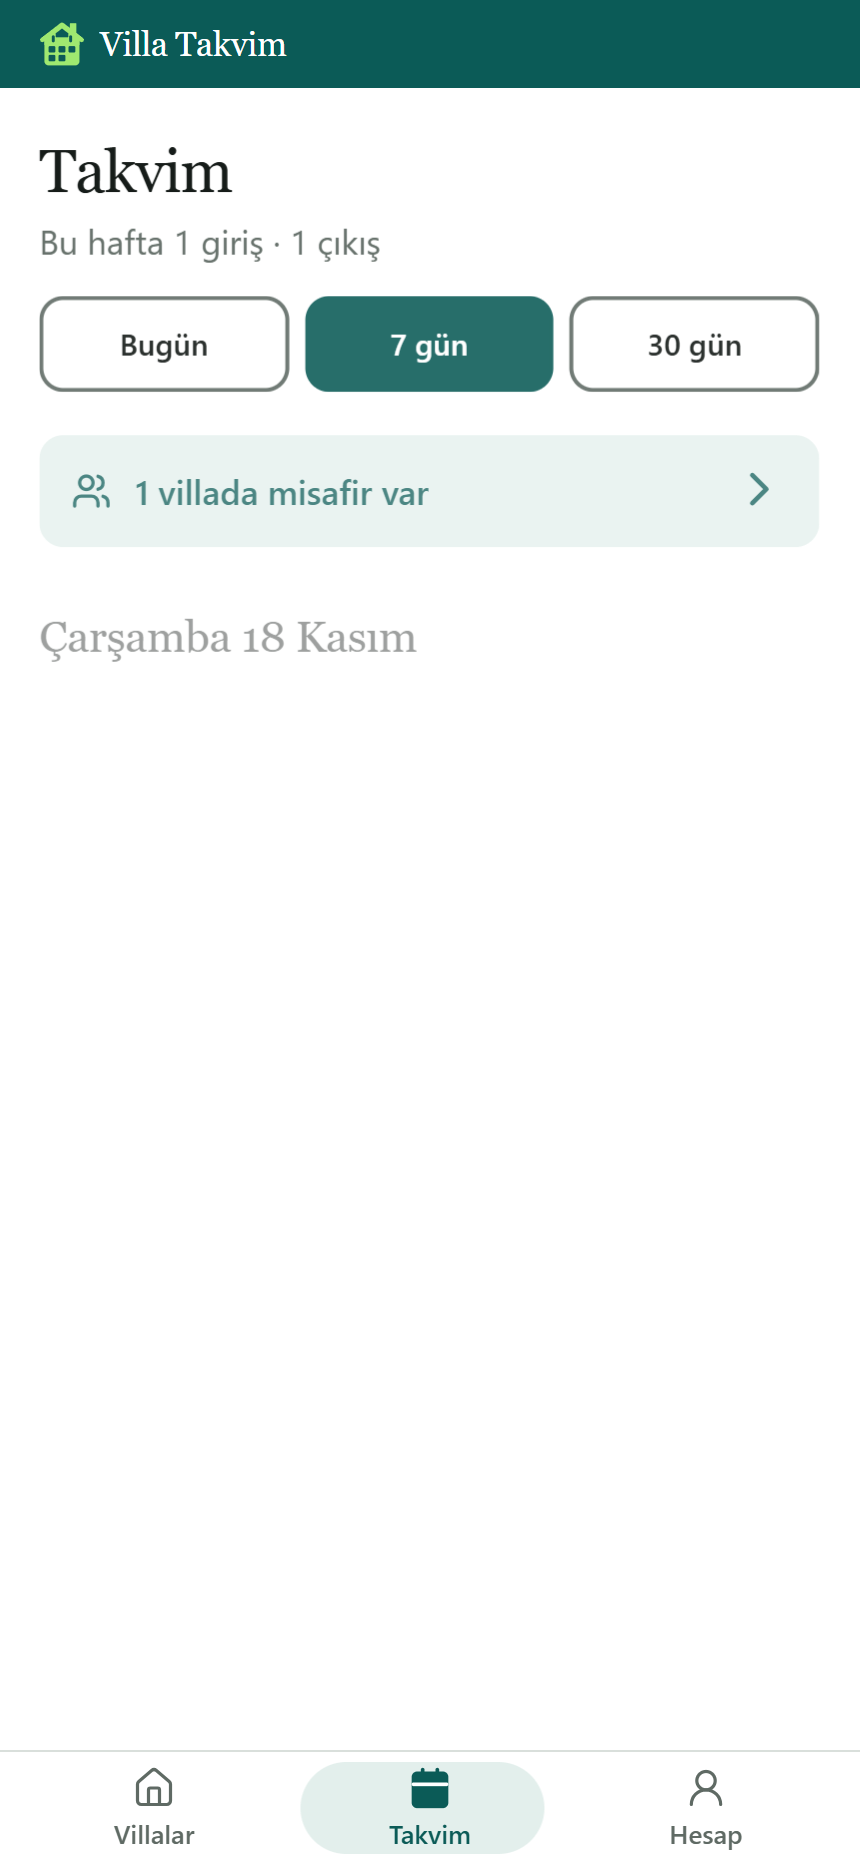 Villa Takvim
Takvim
Bu hafta 1 giriş · 1 çıkış
Bugün
7 gün
30 gün
1 villada misafir var
Çarşamba 18 Kasım
Villalar
Takvim
Hesap